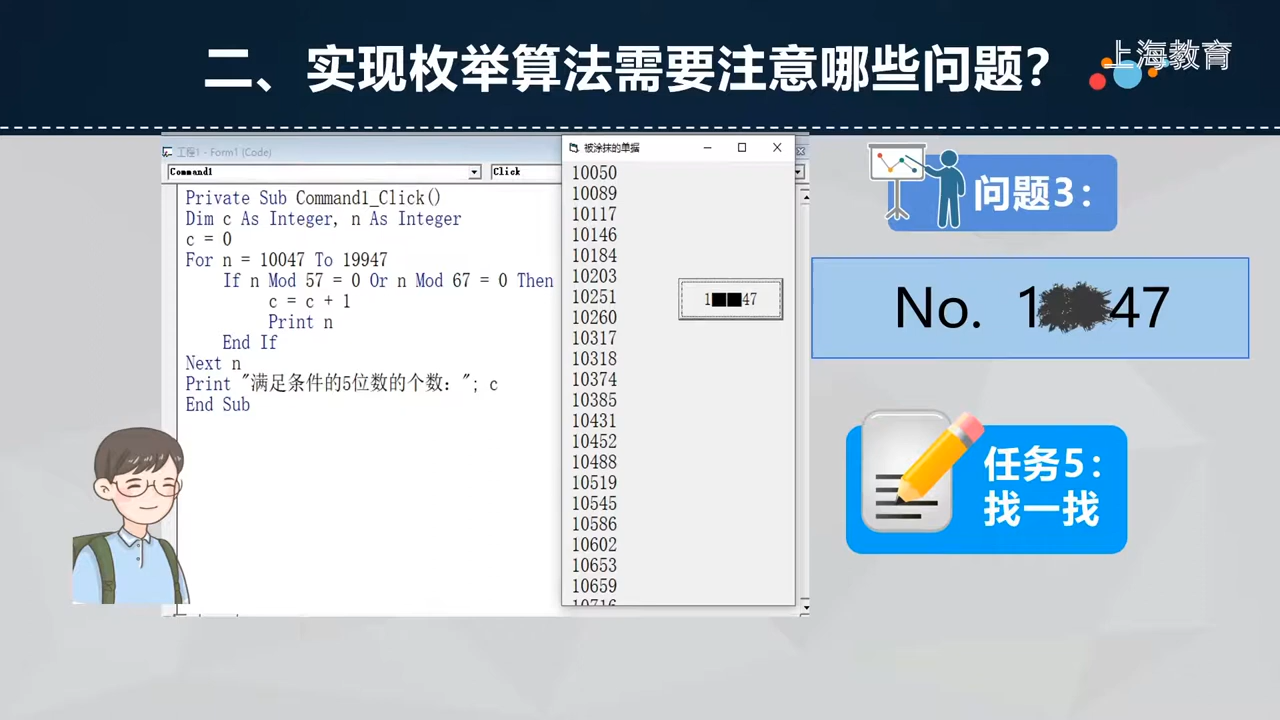 二、实现枚举算法需要注意哪些问题？
上海教育
工程1 - Form1 (Code)
Command1
Click
Private Sub Command1_Click()
Dim c As Integer, n As Integer
c = 0
For n = 10047 To 19947
If n Mod 57 = 0 Or n Mod 67 = 0 Then
c = c + 1
Print n
End If
Next n
Print "满足条件的5位数的个数: "; c
End Sub
被涂抹的单据
10050
10089
10117
10146
10184
10203
10251
10260
10317
10318
10374
10385
10431
10452
10488
10519
10545
10586
10602
10653
10659
10716
1■■47
问题3：
No. 1 47
任务5：
找一找